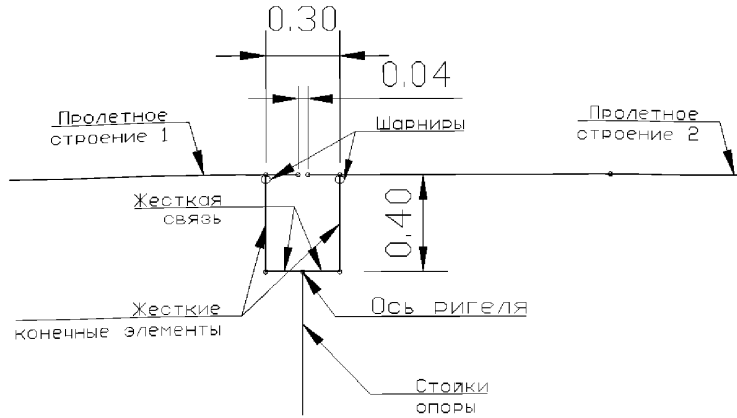 0.30
0.04
Пролетное
строение 1
Шарниры
Пролетное
строение 2
Жесткая
связь
0.40
Жесткие
конечные элементы
Ось ригеля
Стойки
опоры